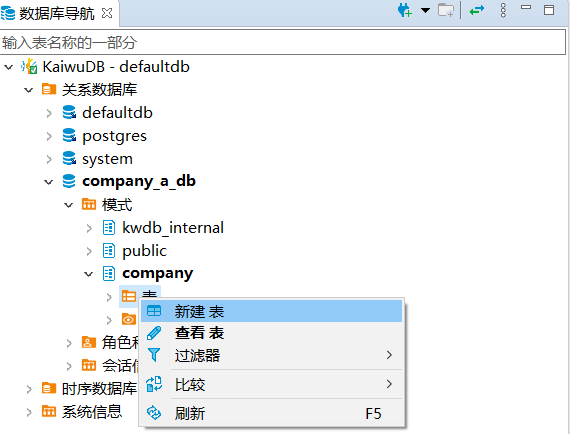 数据库导航
输入表名称的一部分
KaiwuDB - defaultdb
关系数据库
defaultdb
postgres
system
company_a_db
模式
kwdb_internal
public
company
表
新建 表
查看 表
过滤器
角色
比较
会话信
时序数据库
刷新 F5
系统信息